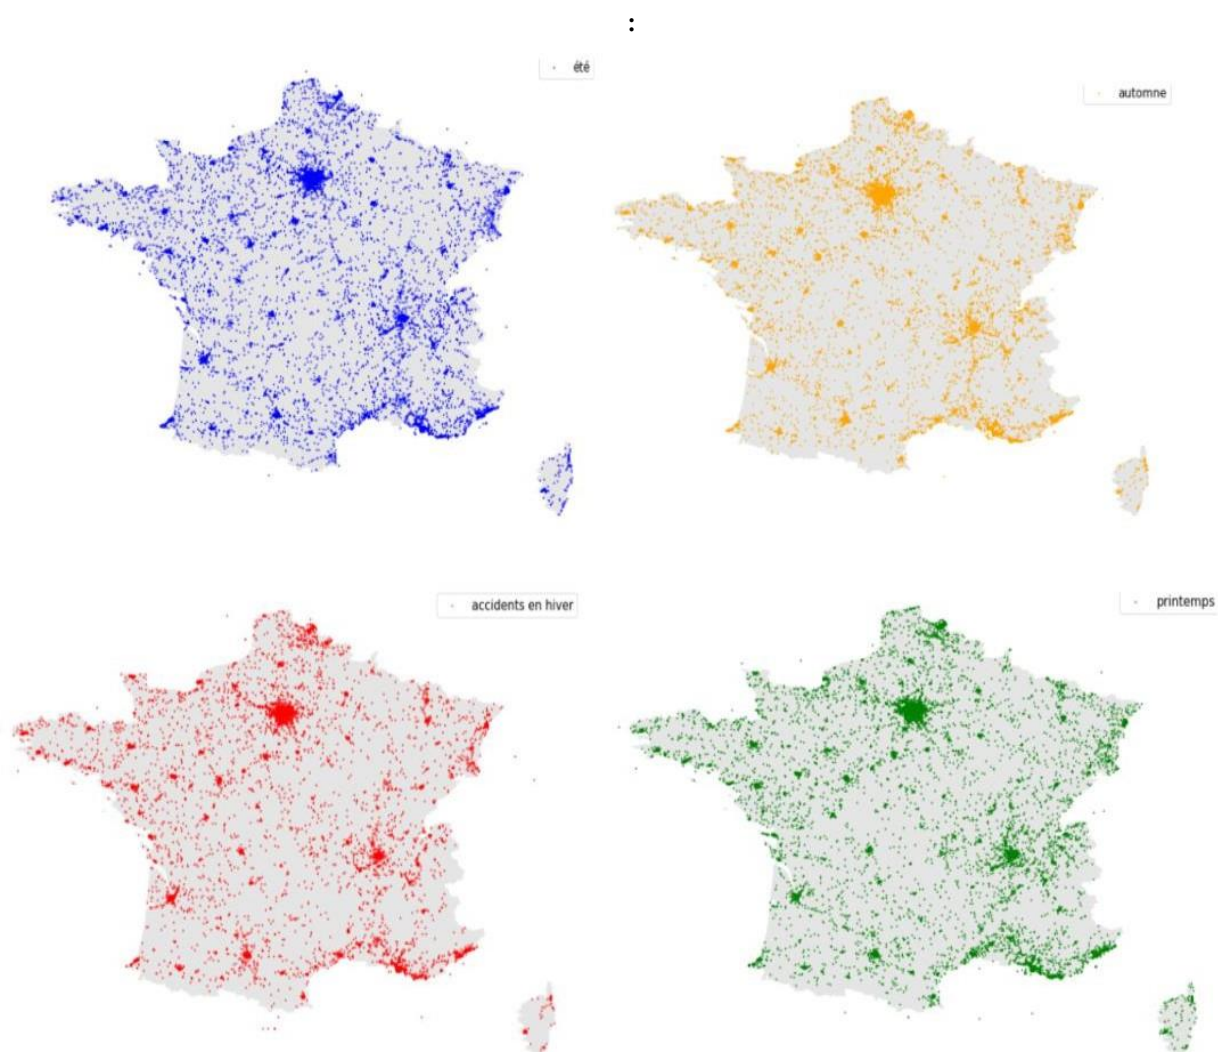 :
été
automne
accidents en hiver
printemps